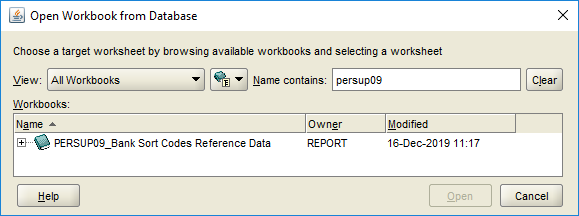 Open Workbook from Database
Choose a target worksheet by browsing available workbooks and selecting a worksheet
View: All Workbooks Name contains: persup09 Clear
Workbooks:
Name Owner Modified
PERSUP09_Bank Sort Codes Reference Data REPORT 16-Dec-2019 11:17
Help Open Cancel